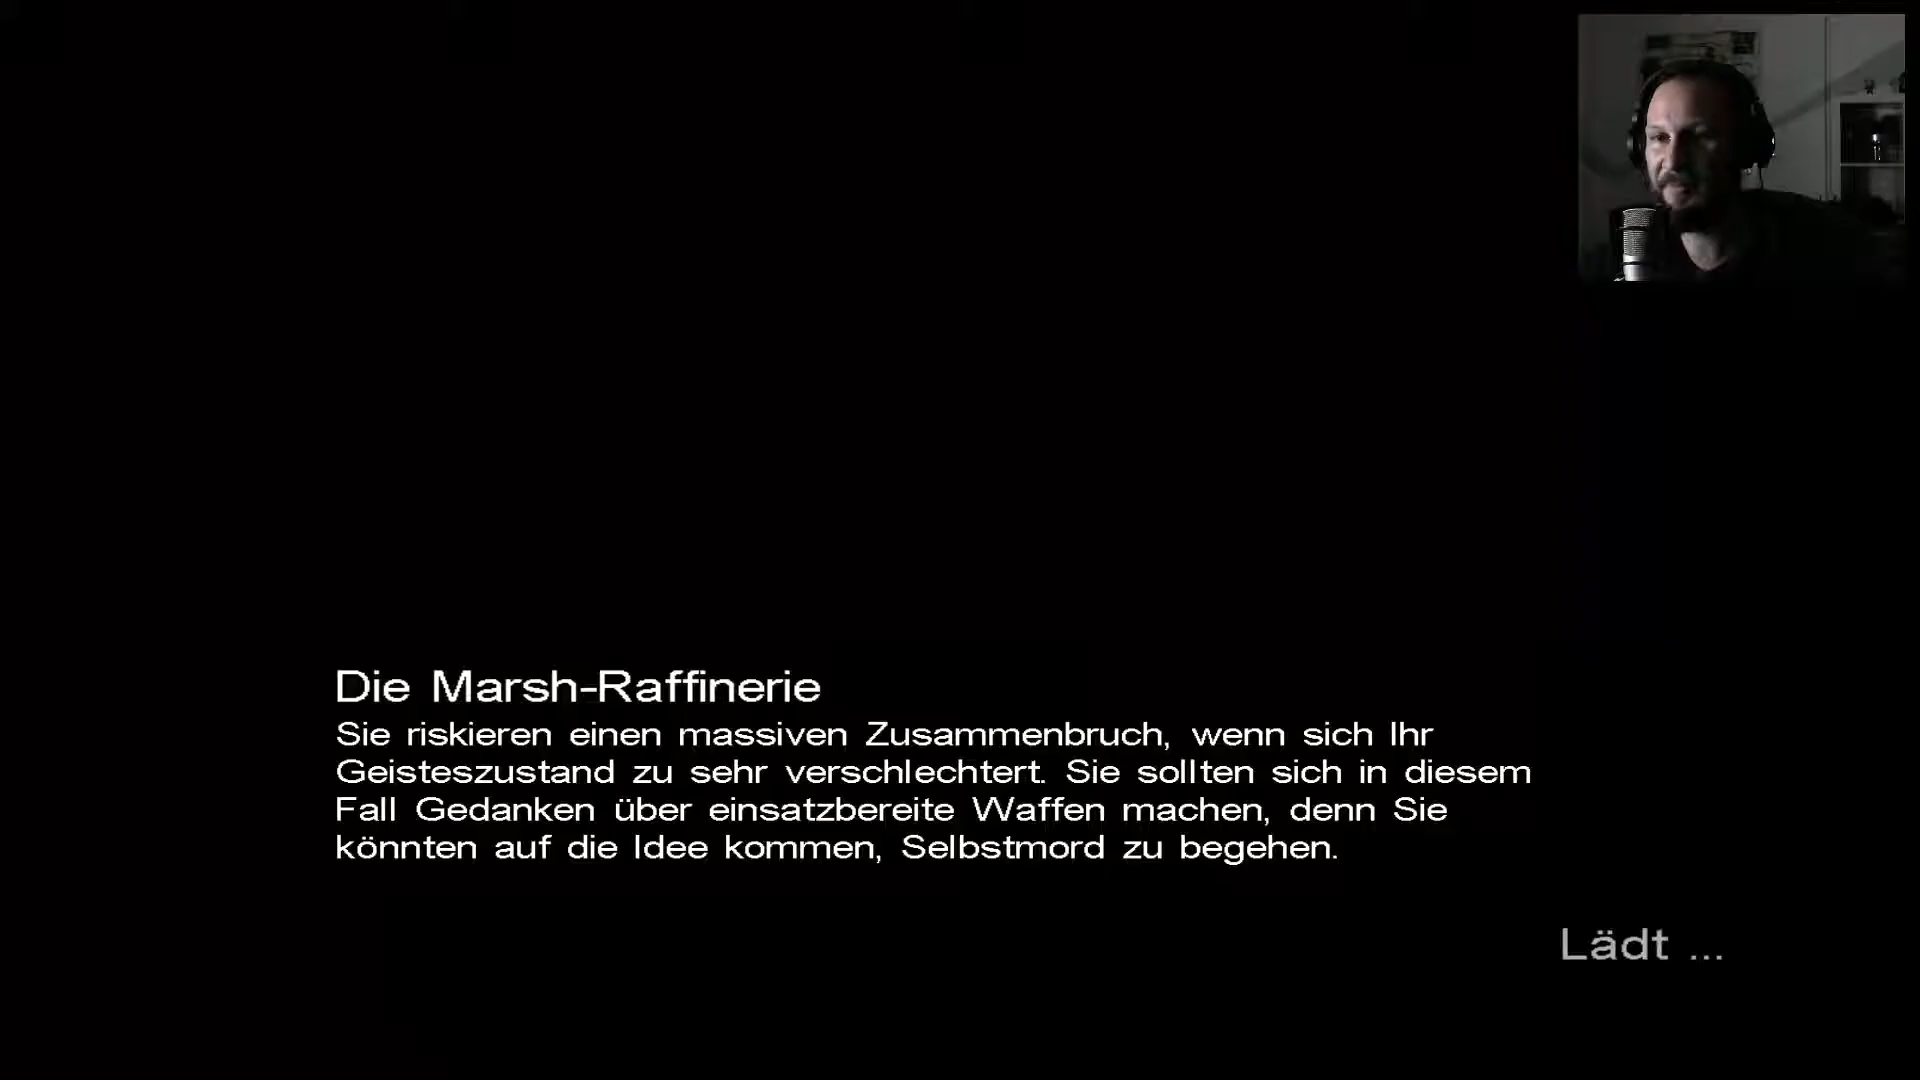 Die Marsh-Raffinerie
Sie riskieren einen massiven Zusammenbruch, wenn sich Ihr
Geisteszustand zu sehr verschlechtert. Sie sollten sich in diesem
Fall Gedanken über einsatzbereite Waffen machen, denn Sie
könnten auf die Idee kommen, Selbstmord zu begehen.
Lädt ...